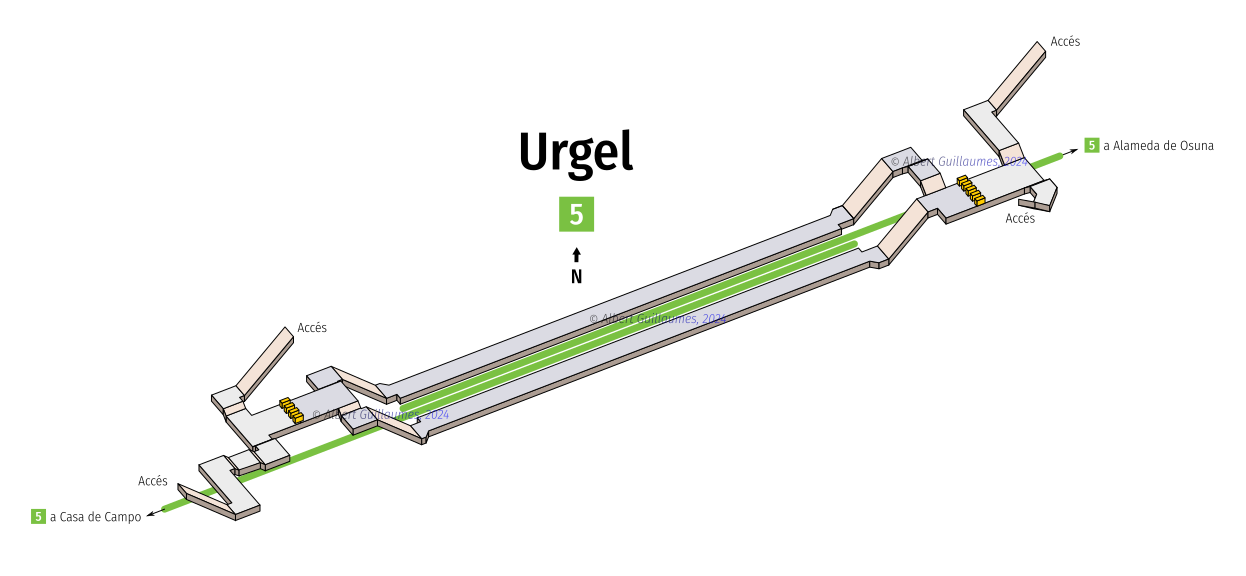 Accés
Urgel
5 a Alameda de Osuna
© Albert Guillaumes, 2024
5
Accés
N
© Albert Guillaumes, 2024
Accés
© Albert Guillaumes, 2024
Accés
5 a Casa de Campo